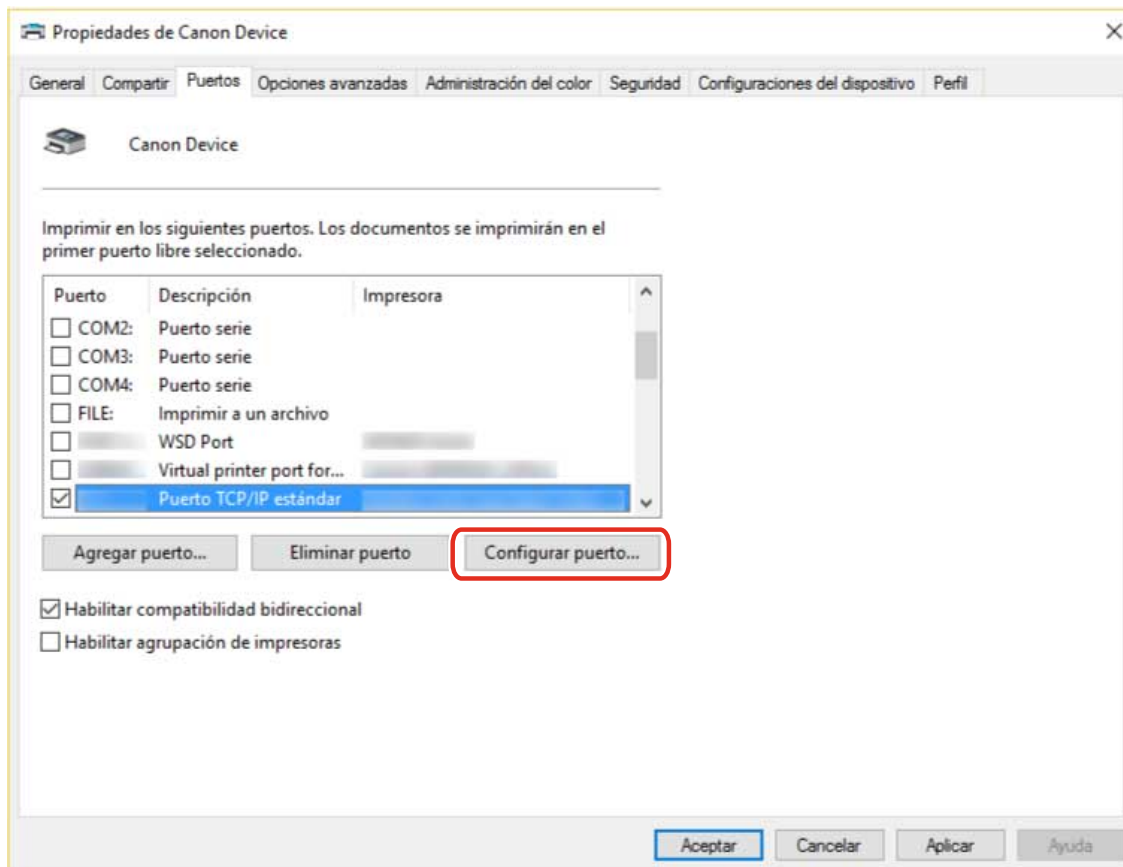 Propiedades de Canon Device
General Compartir Puertos Opciones avanzadas Administración del color Seguridad Configuraciones del dispositivo Perfil
Canon Device
Imprimir en los siguientes puertos. Los documentos se imprimirán en el
primer puerto libre seleccionado.
Puerto Descripción Impresora
COM2: Puerto serie
COM3: Puerto serie
COM4: Puerto serie
FILE: Imprimir a un archivo
WSD Port
Virtual printer port for...
Puerto TCP/IP estándar
Agregar puerto... Eliminar puerto Configurar puerto...
Habilitar compatibilidad bidireccional
Habilitar agrupación de impresoras
Aceptar Cancelar Aplicar Ayuda